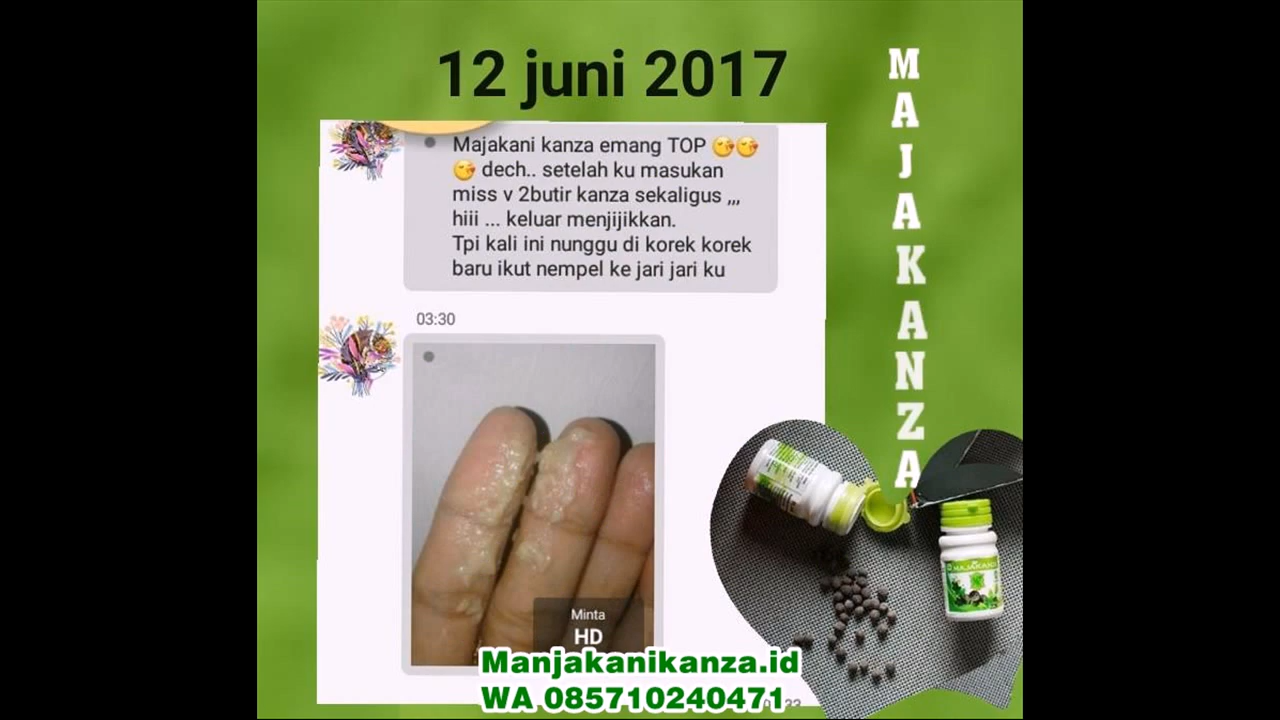 12 juni 2017
Majakani kanza emang TOP 😘😘
😘 dech.. setelah ku masukan
miss v 2butir kanza sekaligus ,,,
hiii ... keluar menjijikkan.
Tpi kali ini nunggu di korek korek
baru ikut nempel ke jari jari ku
03:30
Minta
HD
MAJAKANZA
MAJAKANZ
Manjakanikanza.id
WA 085710240471